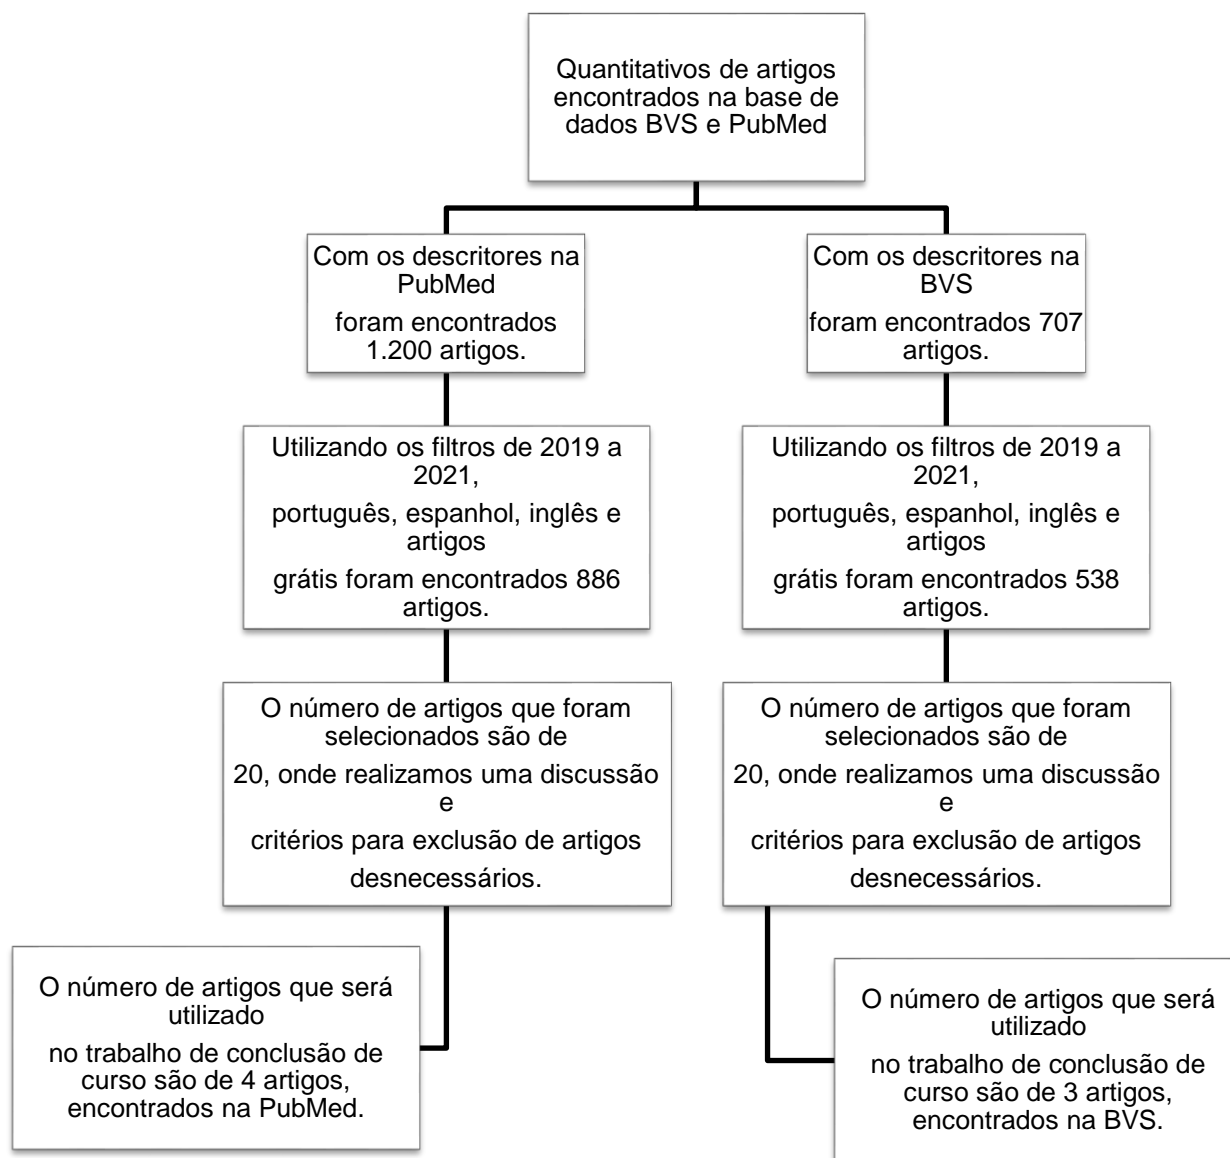 Quantitativos de artigos
encontrados na base de
dados BVS e PubMed
Com os descritores na
PubMed
foram encontrados
1.200 artigos.
Com os descritores na
BVS
foram encontrados 707
artigos.
Utilizando os filtros de 2019 a
2021,
português, espanhol, inglês e
artigos
grátis foram encontrados 886
artigos.
Utilizando os filtros de 2019 a
2021,
português, espanhol, inglês e
artigos
grátis foram encontrados 538
artigos.
O número de artigos que foram
selecionados são de
20, onde realizamos uma discussão
e
critérios para exclusão de artigos
desnecessários.
O número de artigos que foram
selecionados são de
20, onde realizamos uma discussão
e
critérios para exclusão de artigos
desnecessários.
O número de artigos que será
utilizado
no trabalho de conclusão de
curso são de 4 artigos,
encontrados na PubMed.
O número de artigos que será
utilizado
no trabalho de conclusão de
curso são de 3 artigos,
encontrados na BVS.